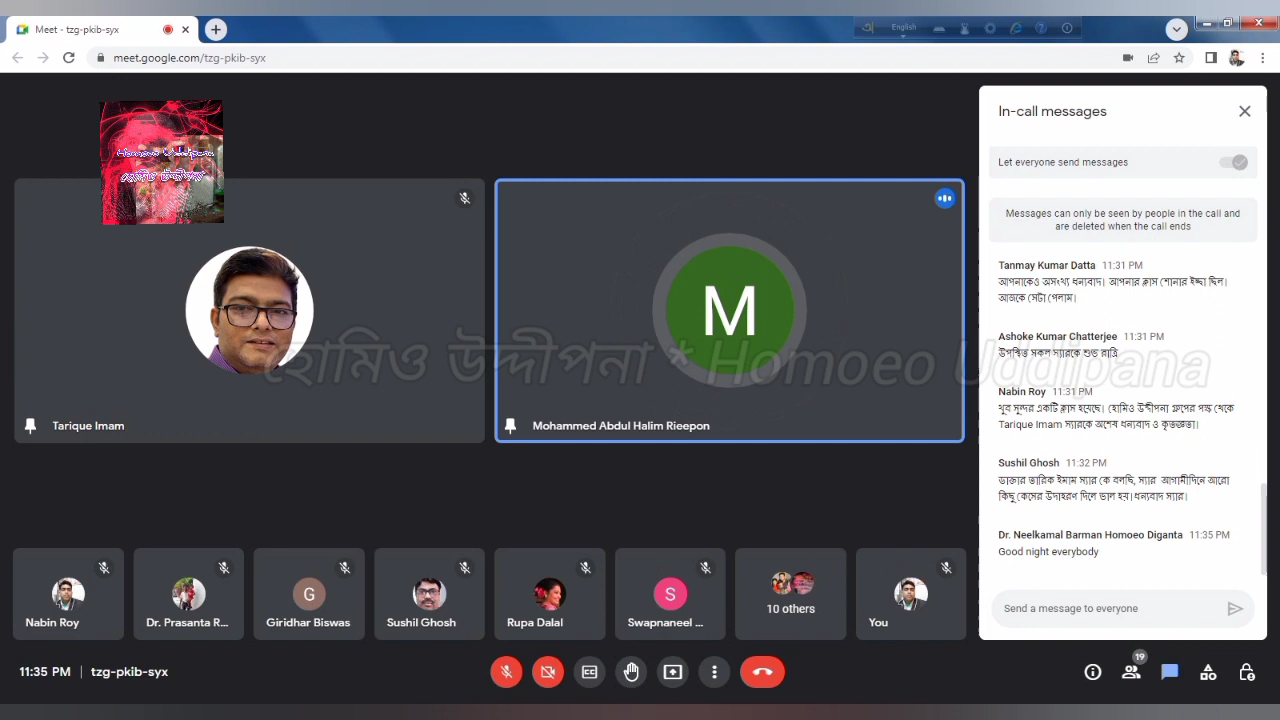 Meet - tzg-pkib-syx
English
meet.google.com/tzg-pkib-syx
Homoeo Uddipana
হোমিও উদ্দীপনা
Tarique Imam
M
Mohammed Abdul Halim Rieepon
হোমিও উদ্দীপনা * Homoeo Uddipana
In-call messages
Let everyone send messages
Messages can only be seen by people in the call and
are deleted when the call ends
Tanmay Kumar Datta 11:31 PM
আপনাকেও অসংখ্য ধন্যবাদ। আপনার ক্লাস শোনার ইচ্ছা ছিল।
আজকে সেটা পেলাম।
Ashoke Kumar Chatterjee 11:31 PM
উপস্থিত সকল স্যারকে শুভ রাত্রি
Nabin Roy 11:31 PM
খুব সুন্দর একটি ক্লাস হয়েছে। হোমিও উদ্দীপনা গ্রুপের পক্ষ থেকে
Tarique Imam স্যারকে অশেষ ধন্যবাদ ও কৃতজ্ঞতা।
Sushil Ghosh 11:32 PM
ডাক্তার তারিক ইমাম স্যার কে বলছি, স্যার আগামীদিনে আরো
কিছু কেসের উদাহরণ দিলে ভাল হয়।ধন্যবাদ স্যার।
Dr. Neelkamal Barman Homoeo Diganta 11:35 PM
Good night everybody
Send a message to everyone
Nabin Roy
Dr. Prasanta R...
G
Giridhar Biswas
Sushil Ghosh
Rupa Dalal
S
Swapnaneel ...
10 others
You
11:35 PM | tzg-pkib-syx
19